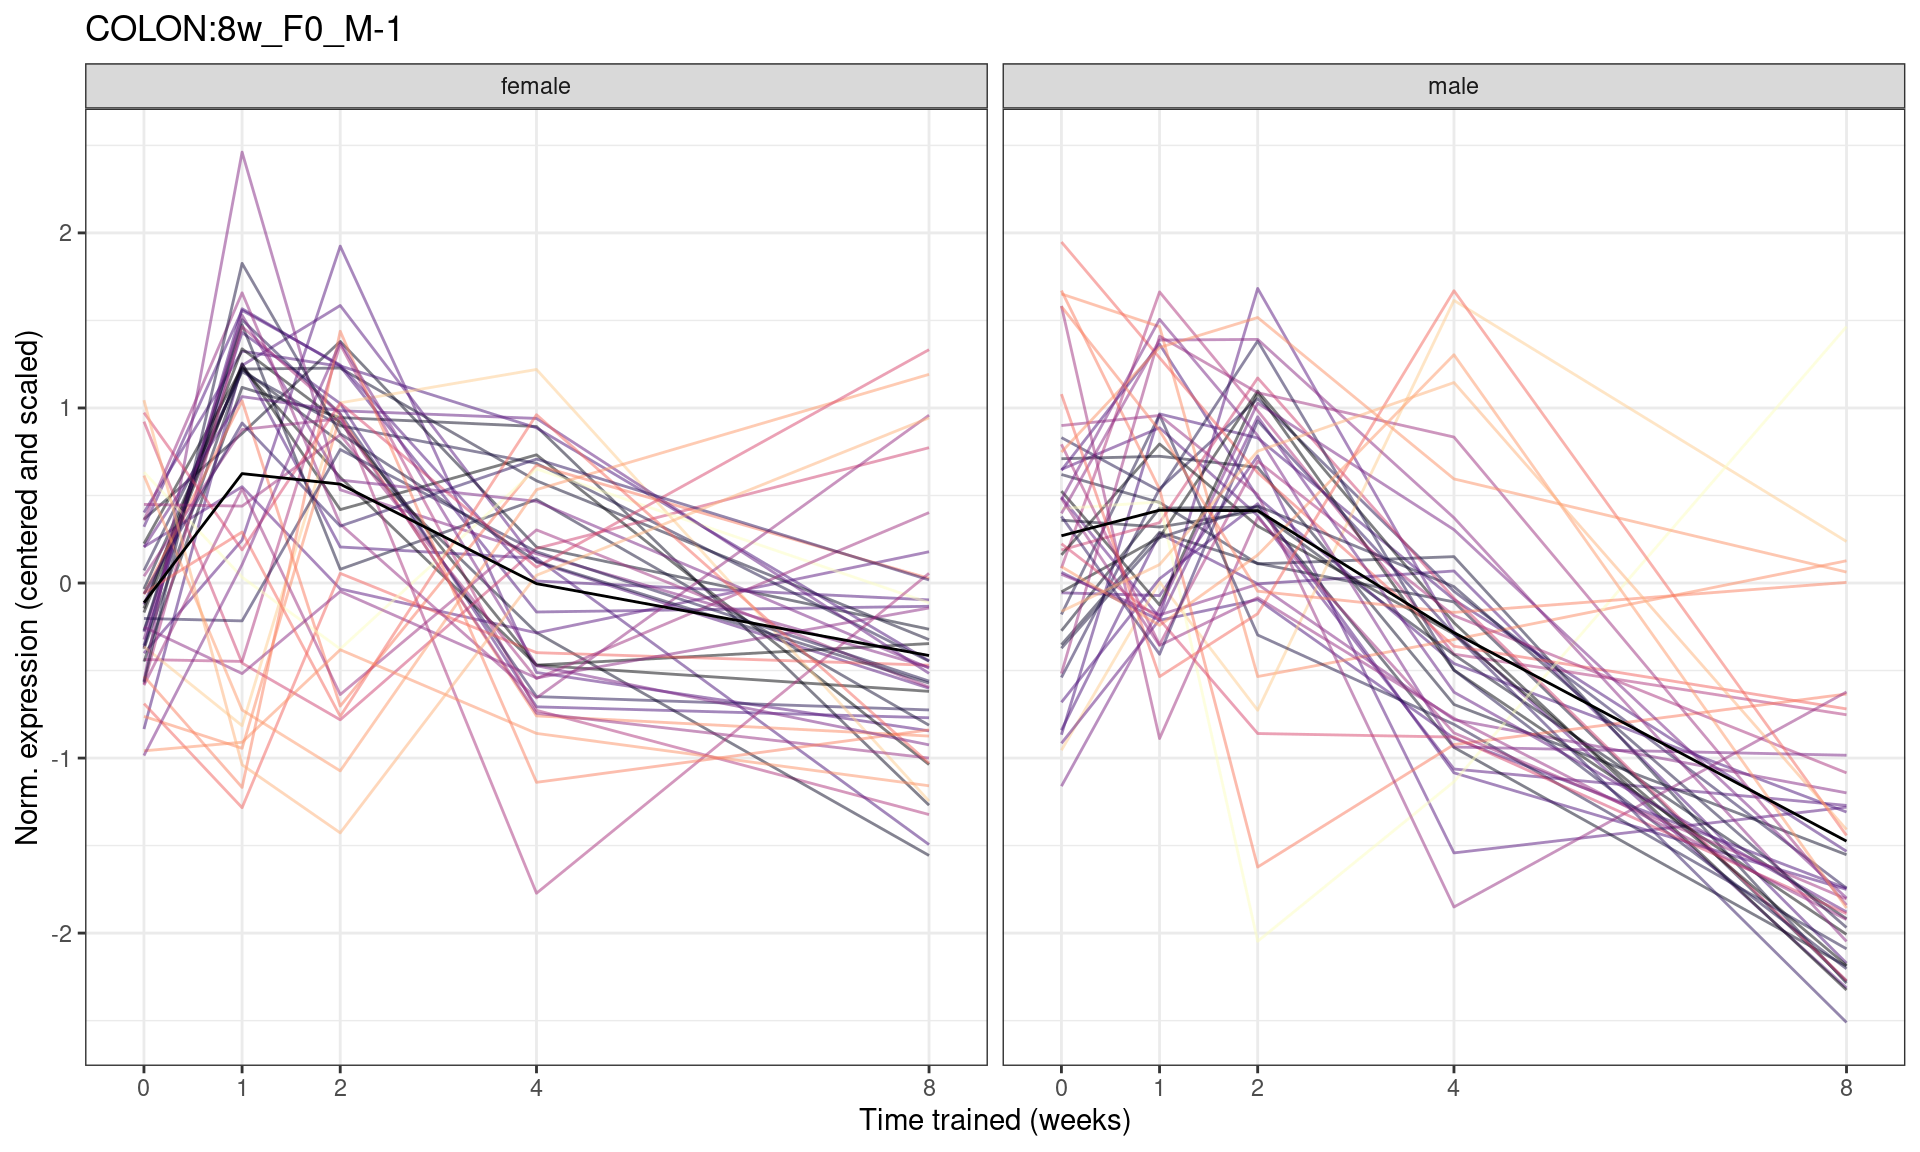 COLON:8w_F0_M-1
female
male
Norm. expression (centered and scaled)
2
1
0
-1
-2
0 1 2 4 8
0 1 2 4 8
Time trained (weeks)